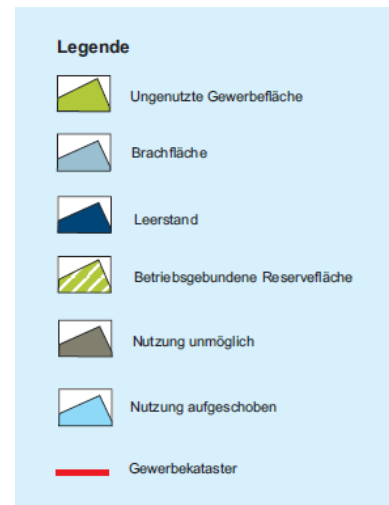 Legende
Ungenutzte Gewerbefläche
Brachfläche
Leerstand
Betriebsgebundene Reservefläche
Nutzung unmöglich
Nutzung aufgeschoben
Gewerbekataster